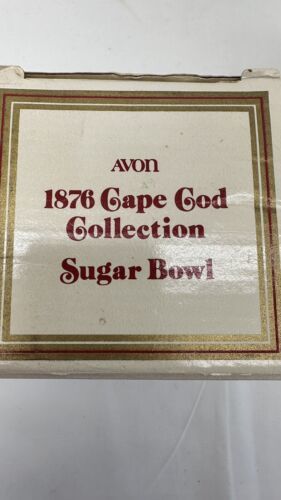 AVON
1876 Cape Cod
Collection
Sugar Bowl